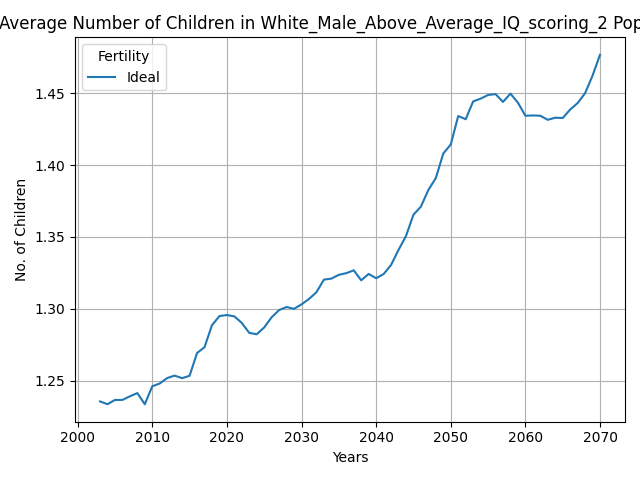 Average Number of Children in White_Male_Above_Average_IQ_scoring_2 Pop
Fertility
Ideal
No. of Children
1.45
1.40
1.35
1.30
1.25
2000 2010 2020 2030 2040 2050 2060 2070
Years